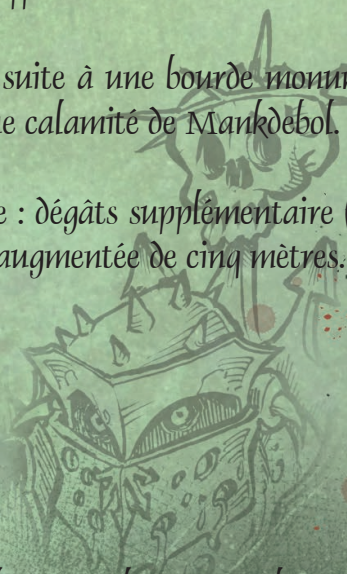 suite à une bourde monu
calamité de Mankdebol.
: dégâts supplémentaire (
augmentée de cinq mètres.